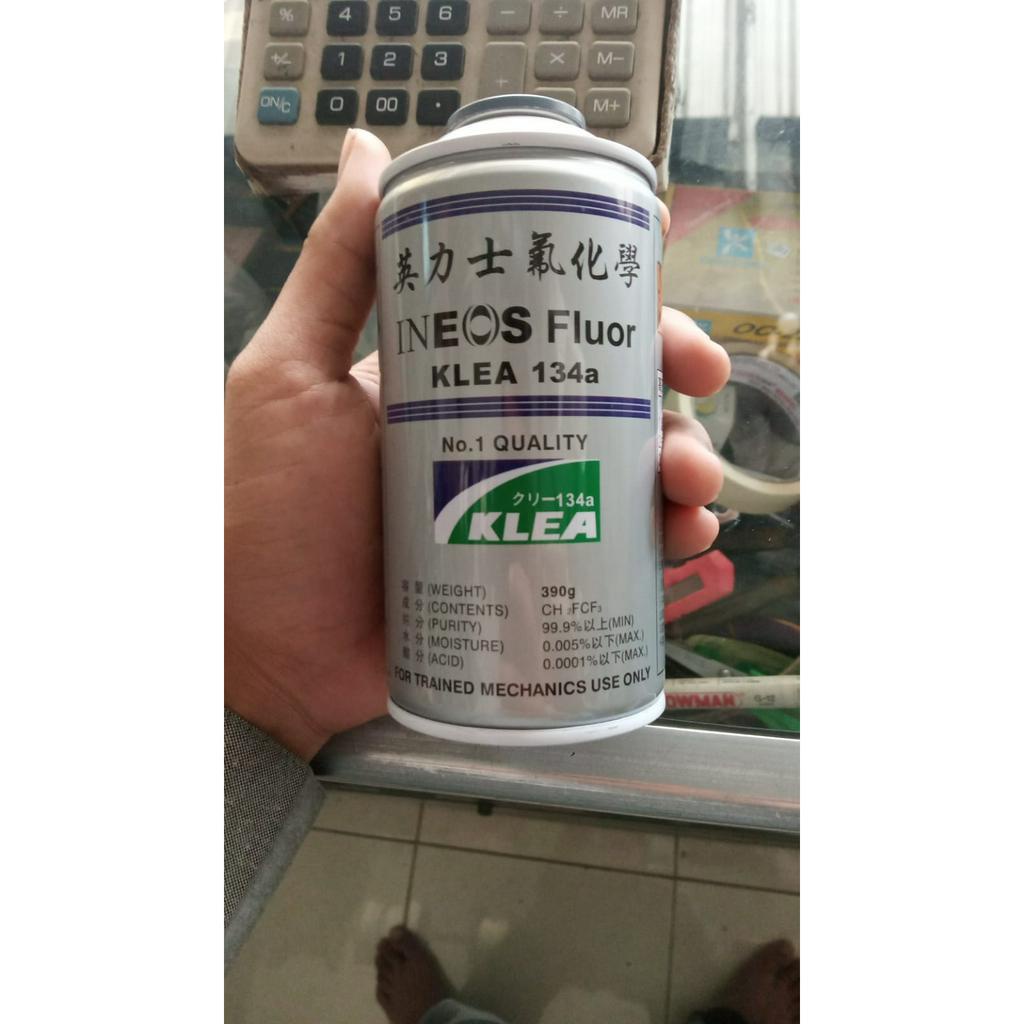 % 4 5 6 − ÷ MR
+/− 1 2 3 + × M−
ON/C 0 00 · M+
英力士氟化學
INEOS Fluor
KLEA 134a
No.1 QUALITY
クリー134a
KLEA
容量(WEIGHT) 390g
成分(CONTENTS) CH₂FCF₃
純分(PURITY) 99.9%以上(MIN)
水分(MOISTURE) 0.005%以下(MAX.)
酸分(ACID) 0.0001%以下(MAX.)
FOR TRAINED MECHANICS USE ONLY
OWMAN G-12